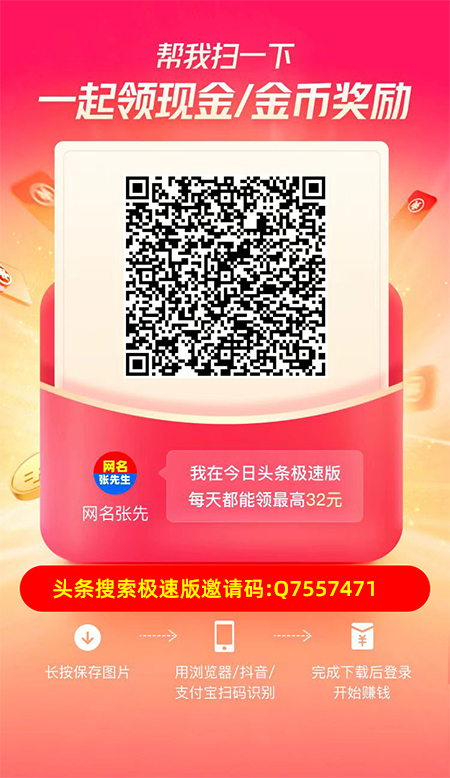 帮我扫一下
一起领现金/金币奖励
网名
张先生
网名张先
我在今日头条极速版
每天都能领最高32元
头条搜索极速版邀请码:Q7557471
长按保存图片
用浏览器/抖音/
支付宝扫码识别
完成下载后登录
开始赚钱